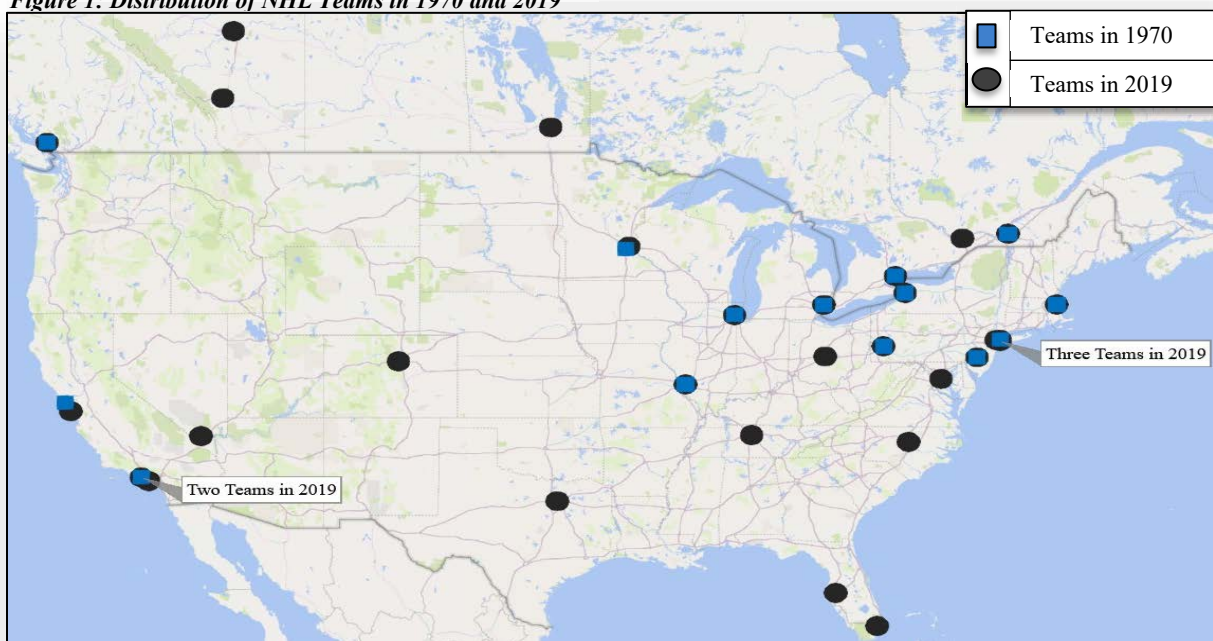 Figure 1: Distribution of NHL Teams in 1970 and 2019
Teams in 1970
Teams in 2019
Three Teams in 2019
Two Teams in 2019